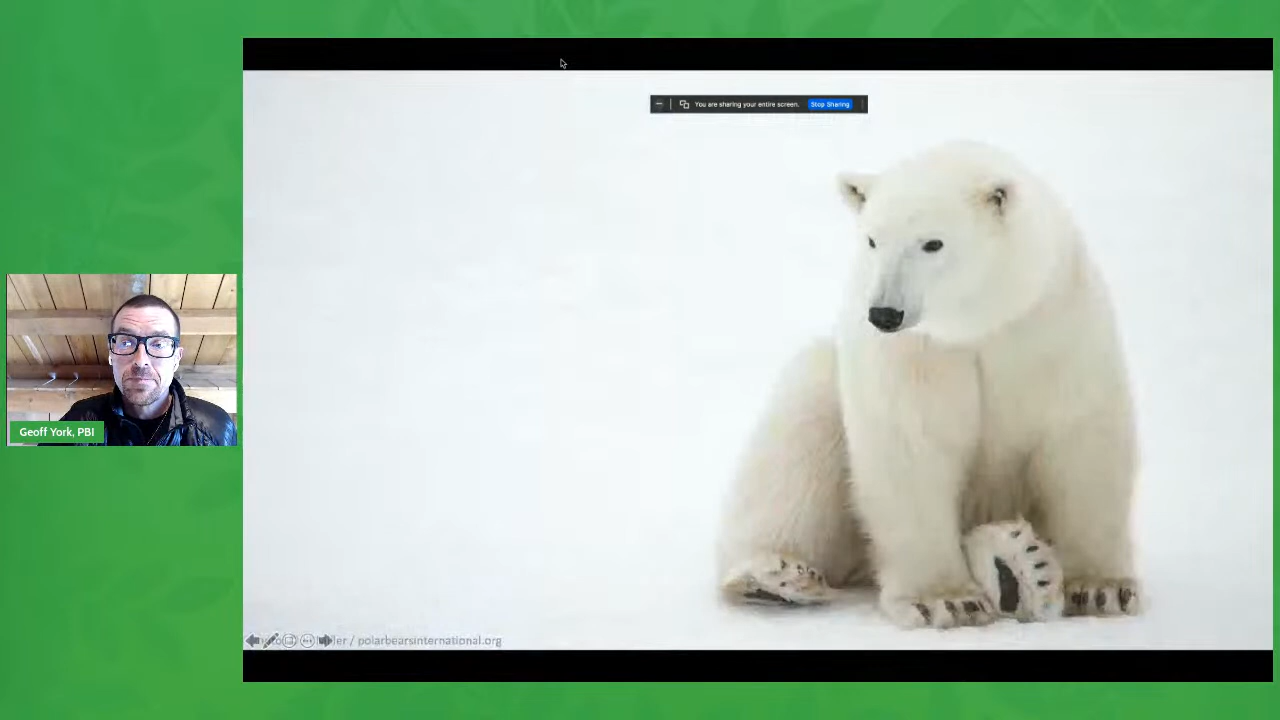 You are sharing your entire screen. Stop Sharing
Geoff York, PBI
/ polarbearsinternational.org